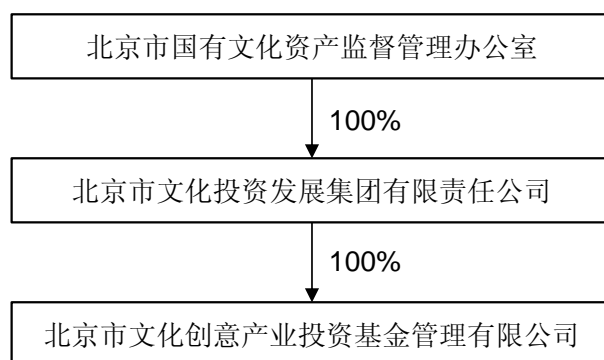 北京市国有文化资产监督管理办公室
100%
北京市文化投资发展集团有限责任公司
100%
北京市文化创意产业投资基金管理有限公司